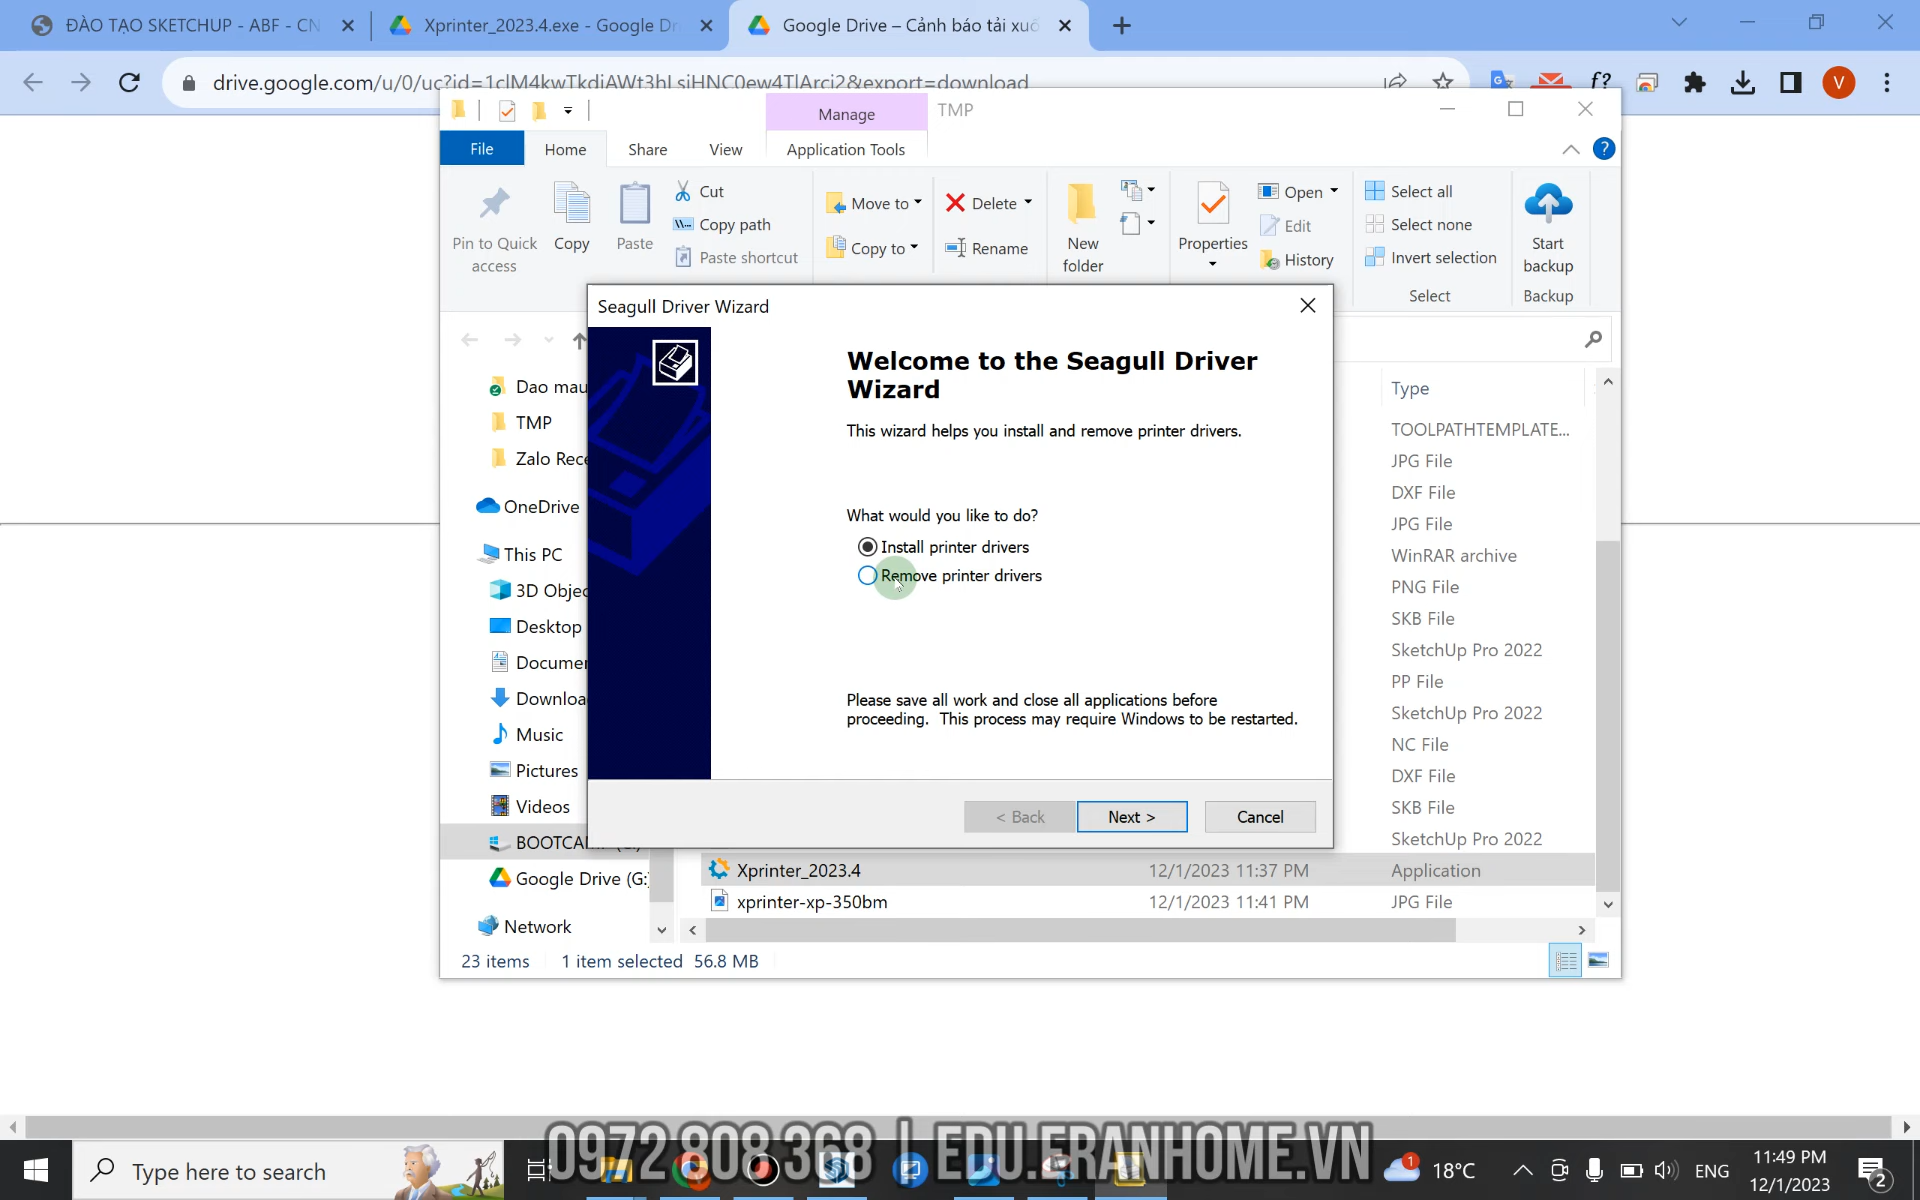 ĐÀO TẠO SKETCHUP - ABF - CN
Xprinter_2023.4.exe - Google Dr
Google Drive – Cảnh báo tải xuố
drive.google.com/u/0/uc?id=1clM4kwTkdiAWt3hLsiHNC0ew4TlArci2&export=download
f?
V
Manage
TMP
File
Home
Share
View
Application Tools
?
Pin to Quick access
Copy
Paste
Cut
Copy path
Paste shortcut
Move to
Copy to
Delete
Rename
New folder
Properties
Open
Edit
History
Select all
Select none
Invert selection
Select
Start backup
Backup
Seagull Driver Wizard
Welcome to the Seagull Driver
Wizard
This wizard helps you install and remove printer drivers.
What would you like to do?
Install printer drivers
Remove printer drivers
Please save all work and close all applications before
proceeding. This process may require Windows to be restarted.
< Back
Next >
Cancel
Dao mau
TMP
Zalo Rece
OneDrive
This PC
3D Objec
Desktop
Documen
Downloa
Music
Pictures
Videos
BOOTCA
Google Drive (G:
Network
Type
TOOLPATHTEMPLATE...
JPG File
DXF File
JPG File
WinRAR archive
PNG File
SKB File
SketchUp Pro 2022
PP File
SketchUp Pro 2022
NC File
DXF File
SKB File
SketchUp Pro 2022
Xprinter_2023.4 12/1/2023 11:37 PM Application
xprinter-xp-350bm 12/1/2023 11:41 PM JPG File
23 items 1 item selected 56.8 MB
0972 808 368 | EDU.ERANHOME.VN
Type here to search
1
18°C
ENG
11:49 PM
12/1/2023
2